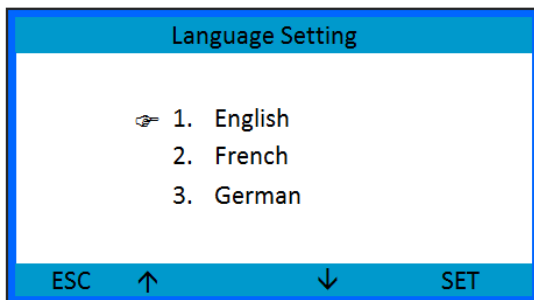 Language Setting
☞ 1. English
2. French
3. German
ESC ↑ ↓ SET